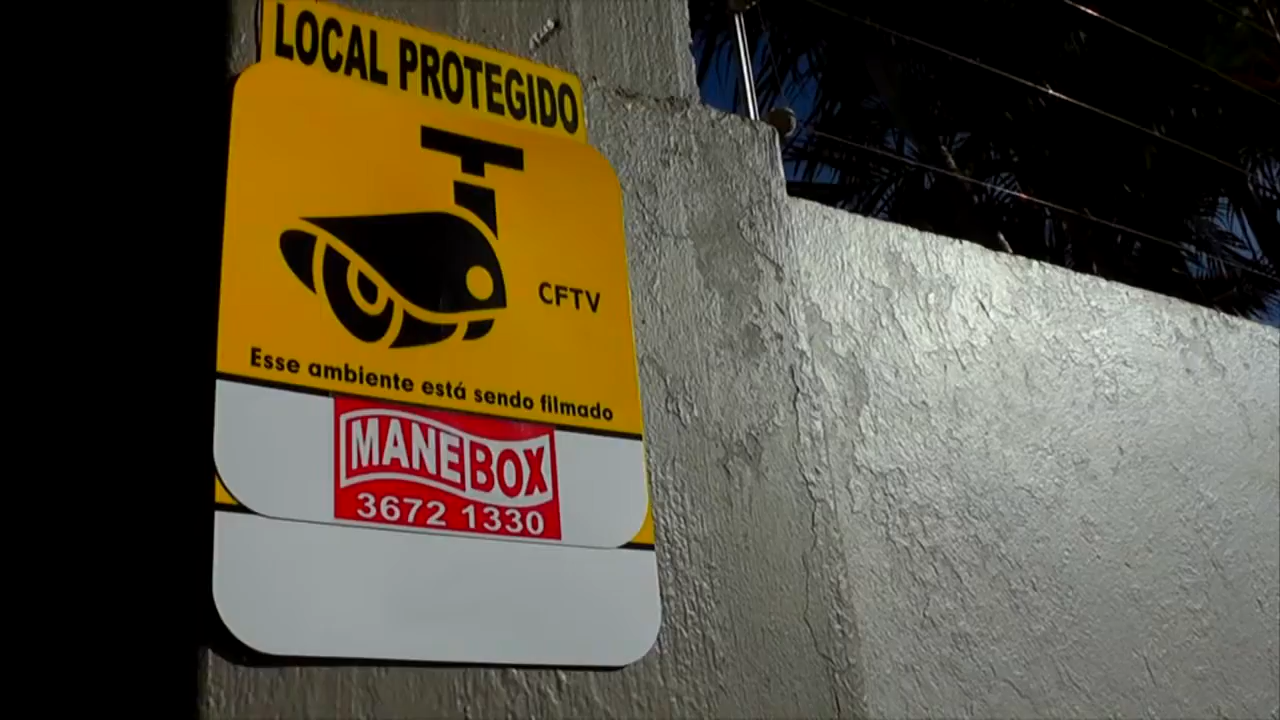 LOCAL PROTEGIDO
CFTV
Esse ambiente está sendo filmado
MANEBOX
3672 1330